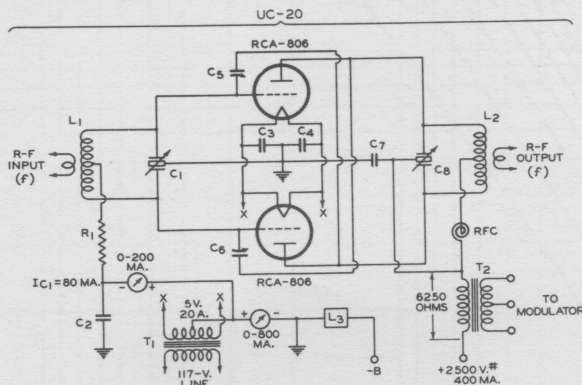 UC-20
RCA-806
C5
L1
C3
C4
C7
L2
R-F
INPUT
(f)
C1
C8
R-F
OUTPUT
(f)
X
X
R1
RFC
0-200
MA.
C6
RCA-806
IC1=80 MA.
- +
T2
X
5V.
20 A.
X
+ -
6250
OHMS
TO
MODULATOR
C2
T1
0-800
MA.
L3
117-V.
LINE
-B
+2500 V.#
400 MA.